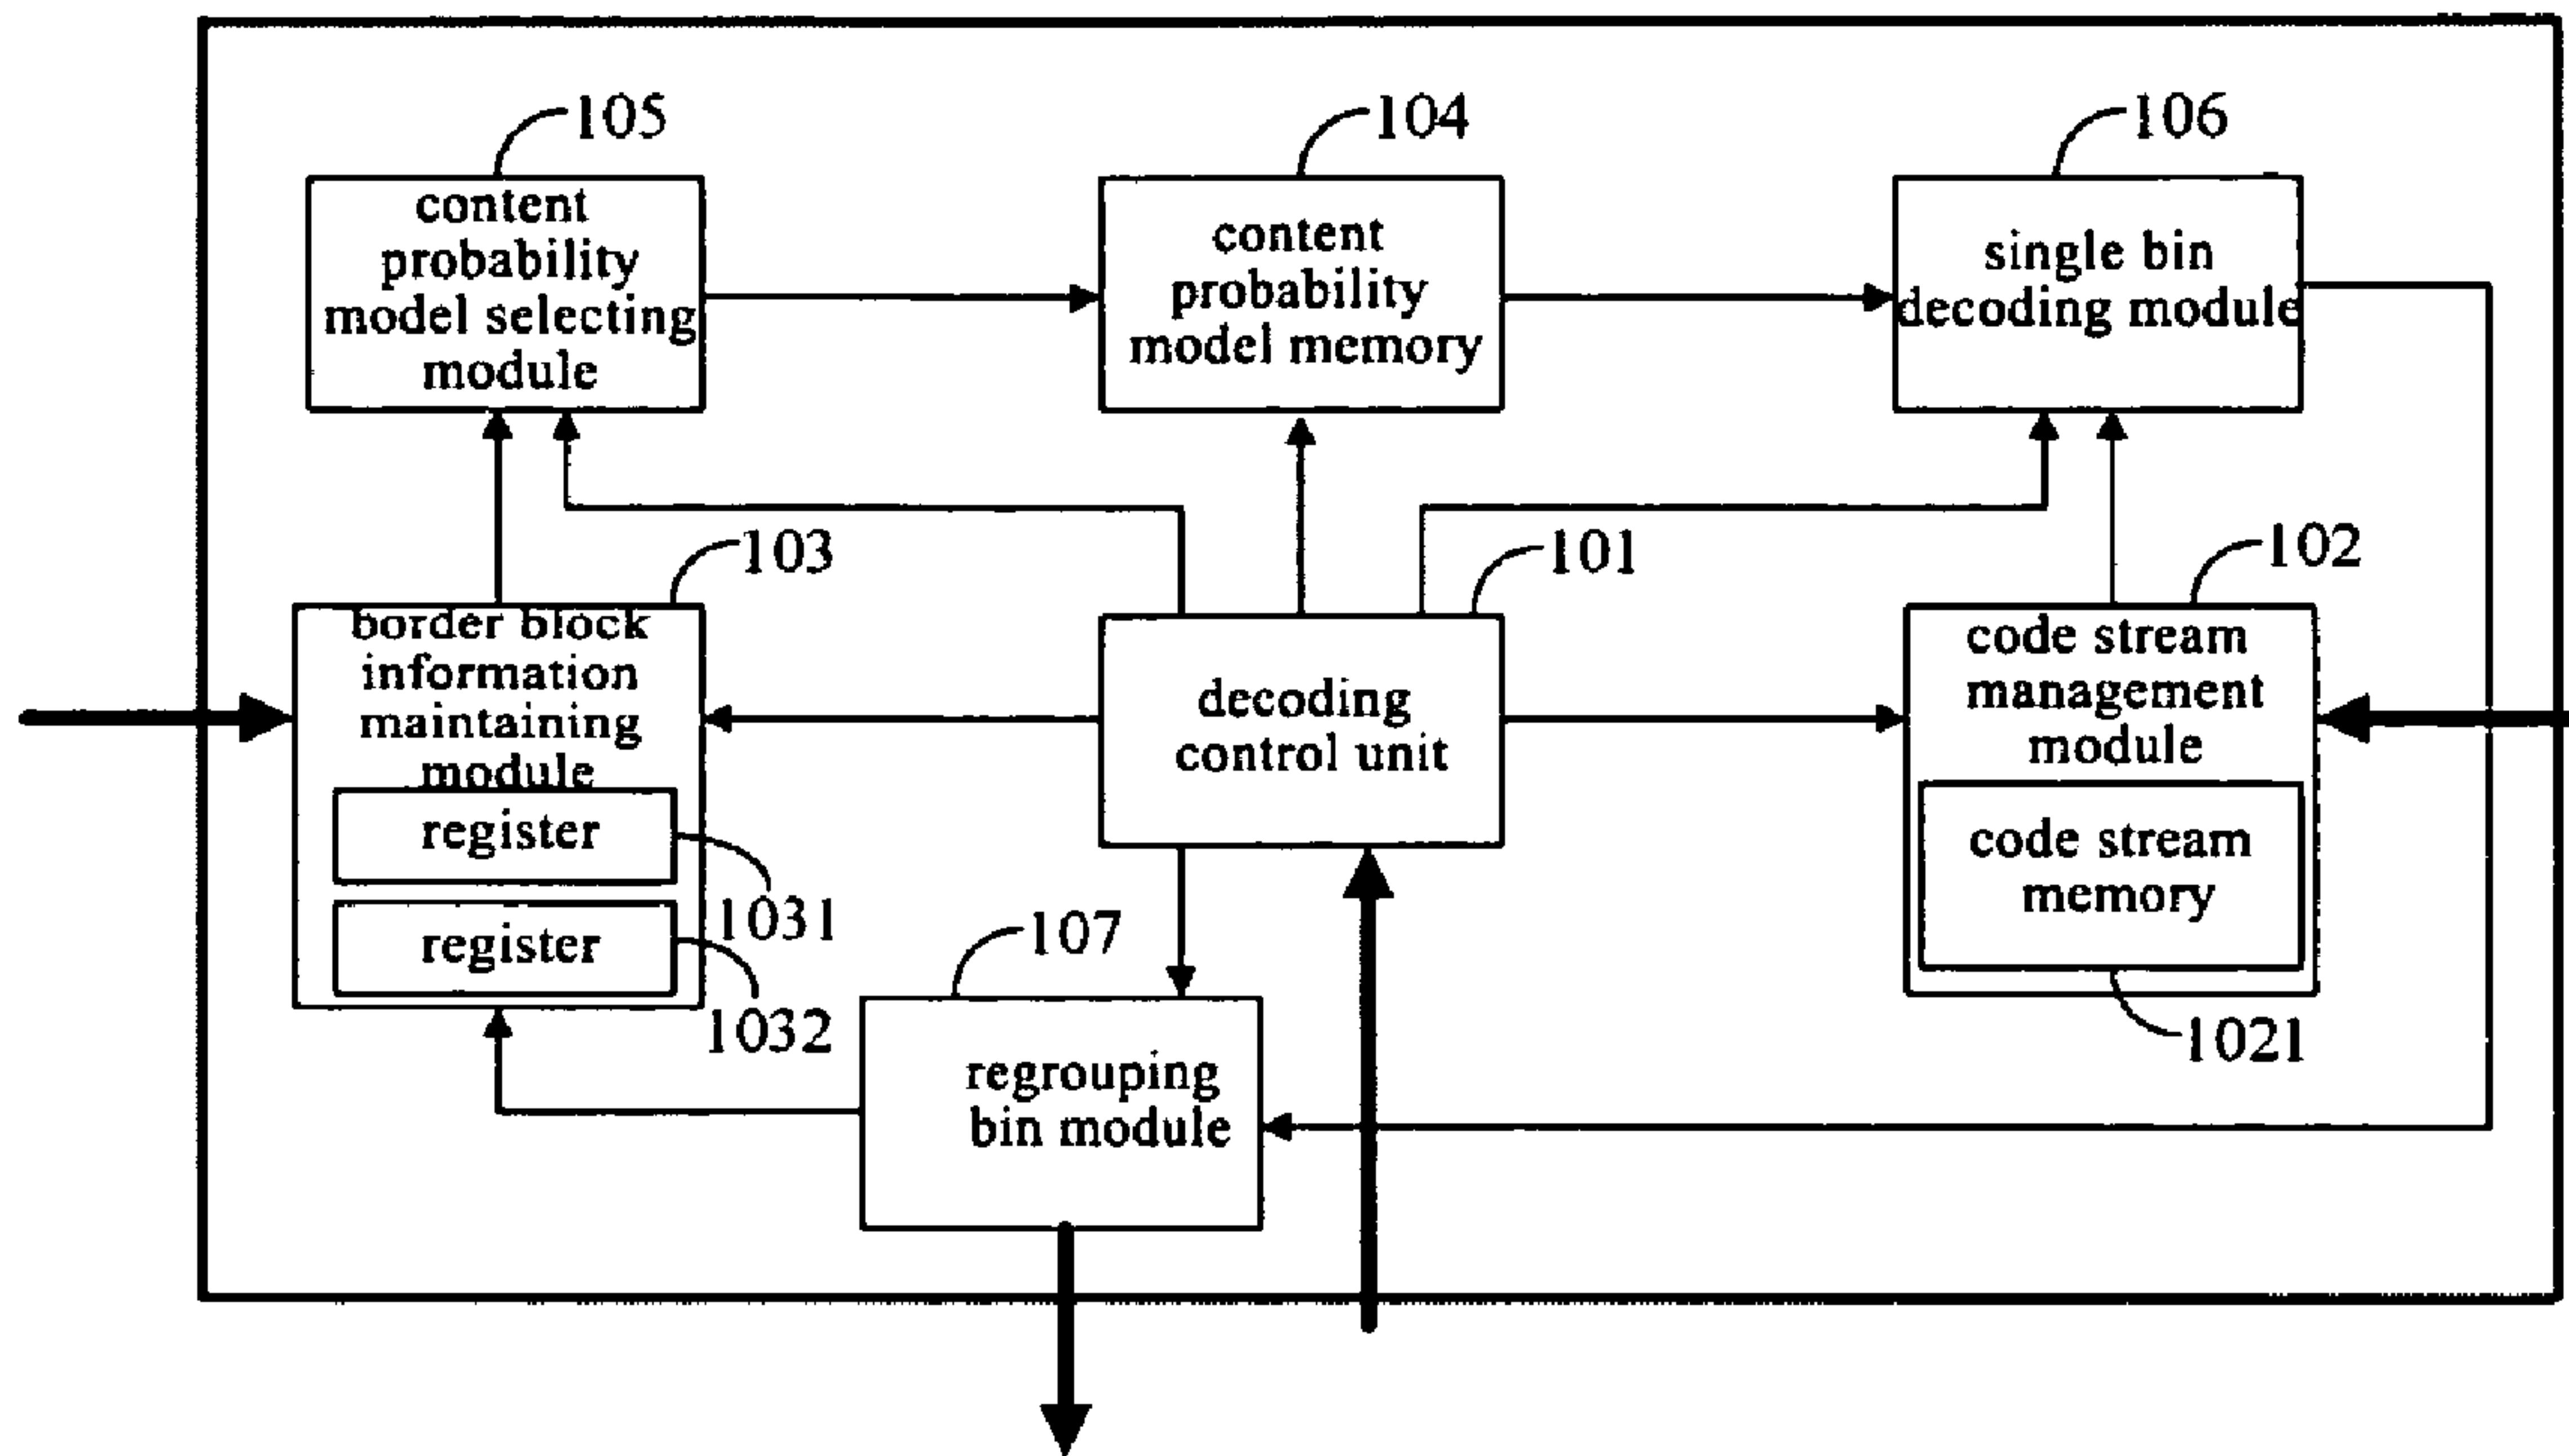 105
104
106
content
probability
model selecting
module
content
probability
model memory
single bin
decoding module
103
101
102
border block
information
maintaining
module
register
register
1031
1032
decoding
control unit
code stream
management
module
code stream
memory
1021
107
regrouping
bin module